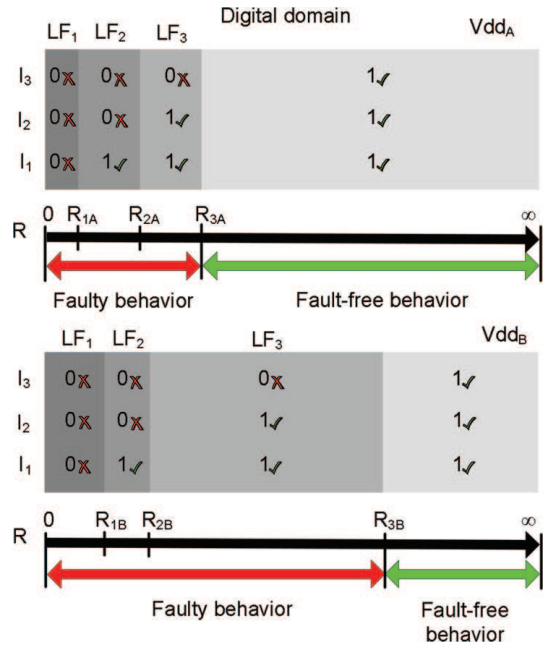 Digital domain
LF₁ LF₂ LF₃ Vdd_A
I₃ 0✗ 0✗ 0✗ 1✓
I₂ 0✗ 0✗ 1✓ 1✓
I₁ 0✗ 1✓ 1✓ 1✓
0 R₁A R₂A R₃A ∞
R
Faulty behavior Fault-free behavior
LF₁ LF₂ LF₃ Vdd_B
I₃ 0✗ 0✗ 0✗ 1✓
I₂ 0✗ 0✗ 1✓ 1✓
I₁ 0✗ 1✓ 1✓ 1✓
0 R₁B R₂B R₃B ∞
R
Faulty behavior Fault-free
behavior